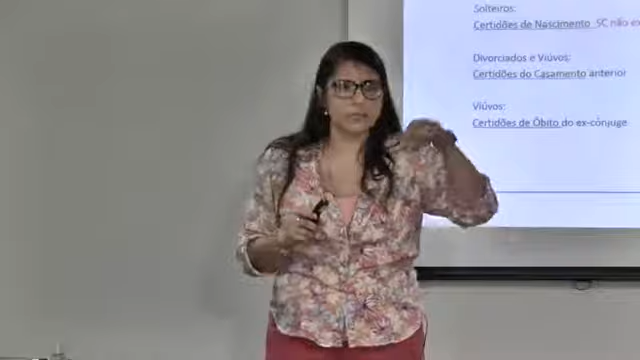 Solteiros:
Certidões de Nascimento SC não ex
Divorciados e Viúvos:
Certidões do Casamento anterior
Viúvos:
Certidões de Óbito do ex-cônjuge